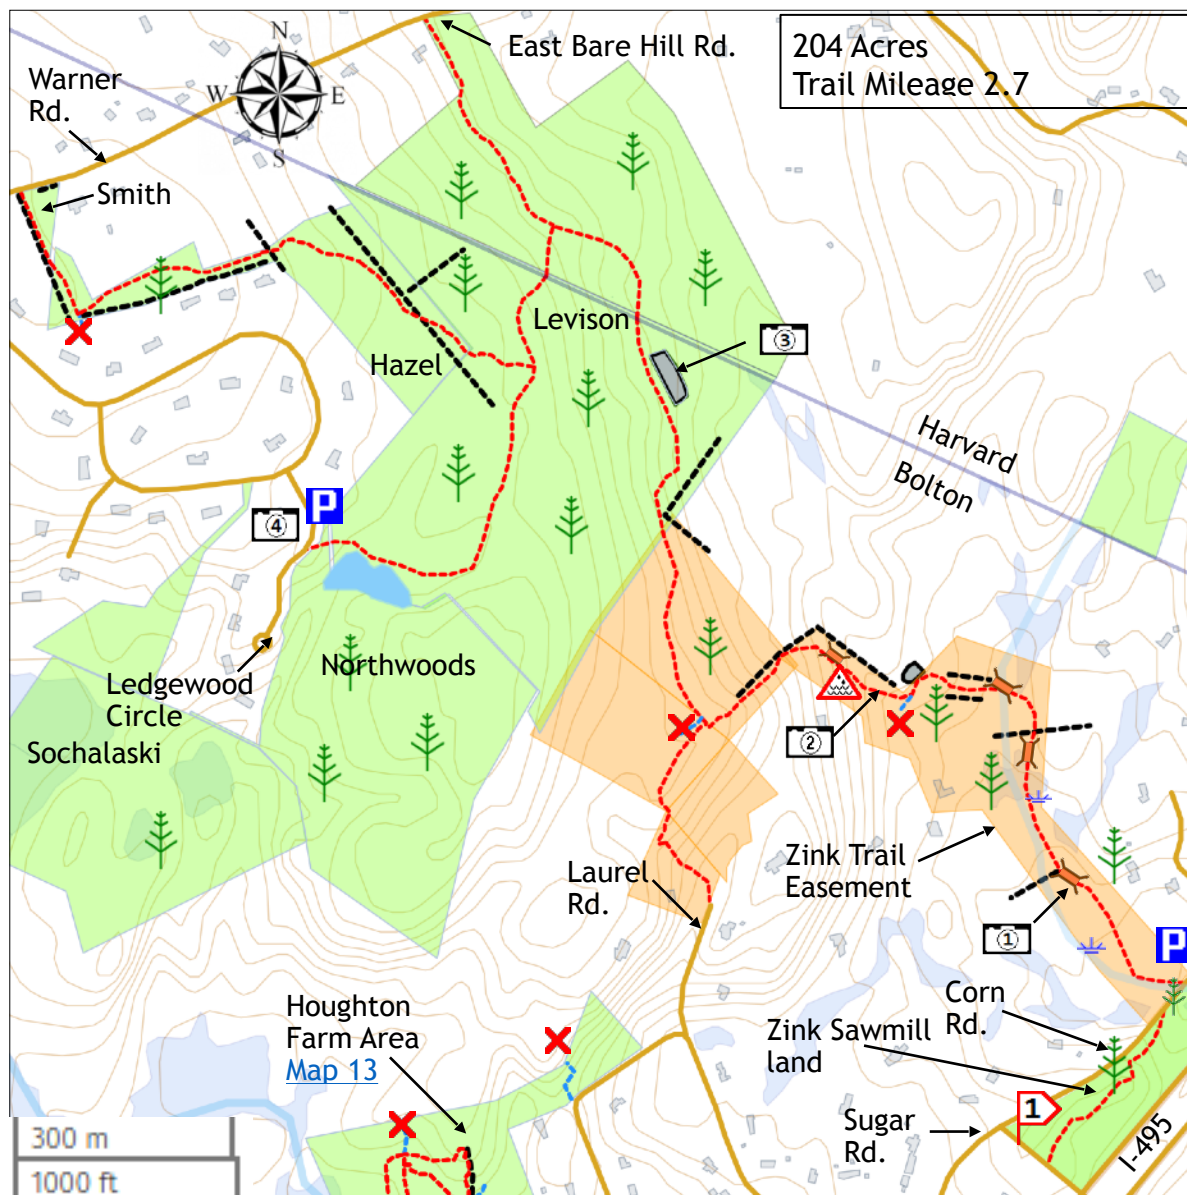 East Bare Hill Rd.
204 Acres
Trail Mileage 2.7
N
W
E
S
Warner
Rd.
Smith
Levison
3
Hazel
Harvard
Bolton
4
P
Northwoods
Ledgewood
Circle
Sochalaski
2
Zink Trail
Easement
Laurel
Rd.
1
P
Houghton
Farm Area
Map 13
Corn
Rd.
Zink Sawmill
land
1
Sugar
Rd.
I-495
300 m
1000 ft